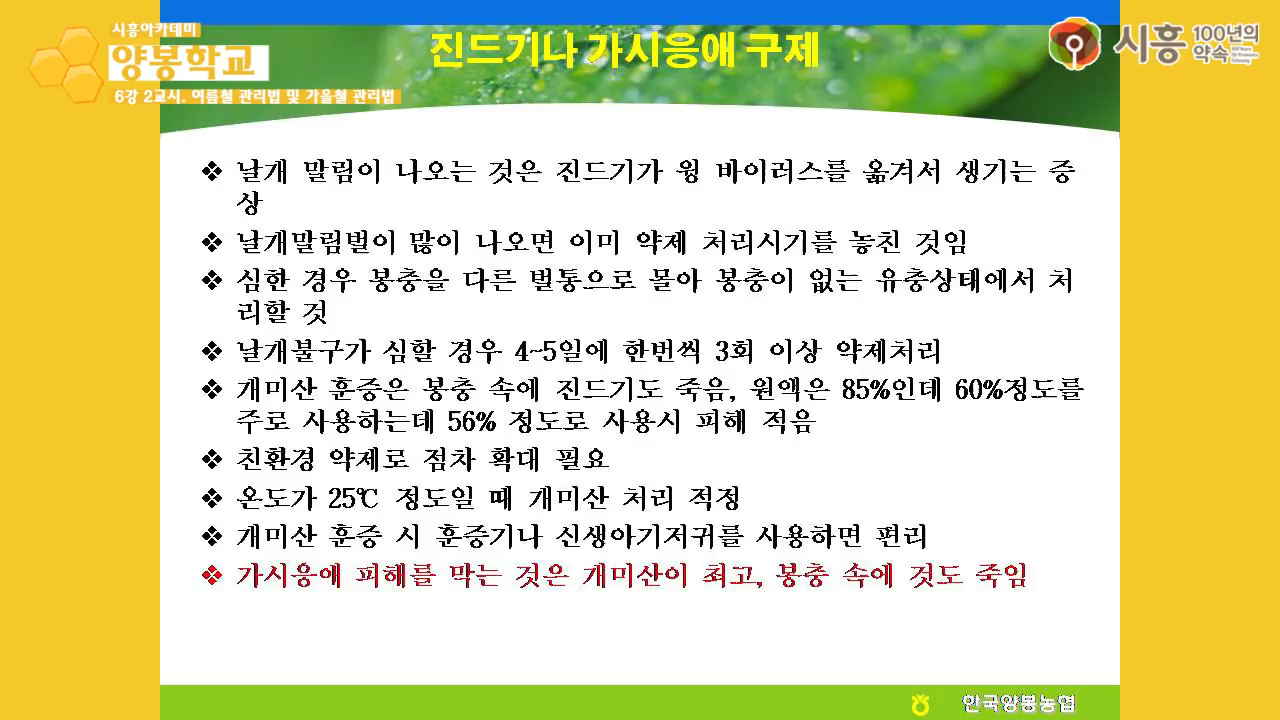 시흥아카데미
양봉학교
6강 2교시. 여름철 관리법 및 가을철 관리법
진드기나 가시응애 구제
시흥 100년의 약속
❖ 날개 말림이 나오는 것은 진드기가 윙 바이러스를 옮겨서 생기는 증
상
❖ 날개말림벌이 많이 나오면 이미 약제 처리시기를 놓친 것임
❖ 심한 경우 봉충을 다른 벌통으로 몰아 봉충이 없는 유충상태에서 처
리할 것
❖ 날개불구가 심할 경우 4~5일에 한번씩 3회 이상 약제처리
❖ 개미산 훈증은 봉충 속에 진드기도 죽음, 원액은 85%인데 60%정도를
주로 사용하는데 56% 정도로 사용시 피해 적음
❖ 친환경 약제로 점차 확대 필요
❖ 온도가 25℃ 정도일 때 개미산 처리 적정
❖ 개미산 훈증 시 훈증기나 신생아기저귀를 사용하면 편리
❖ 가시응애 피해를 막는 것은 개미산이 최고, 봉충 속에 것도 죽임
한국양봉농협